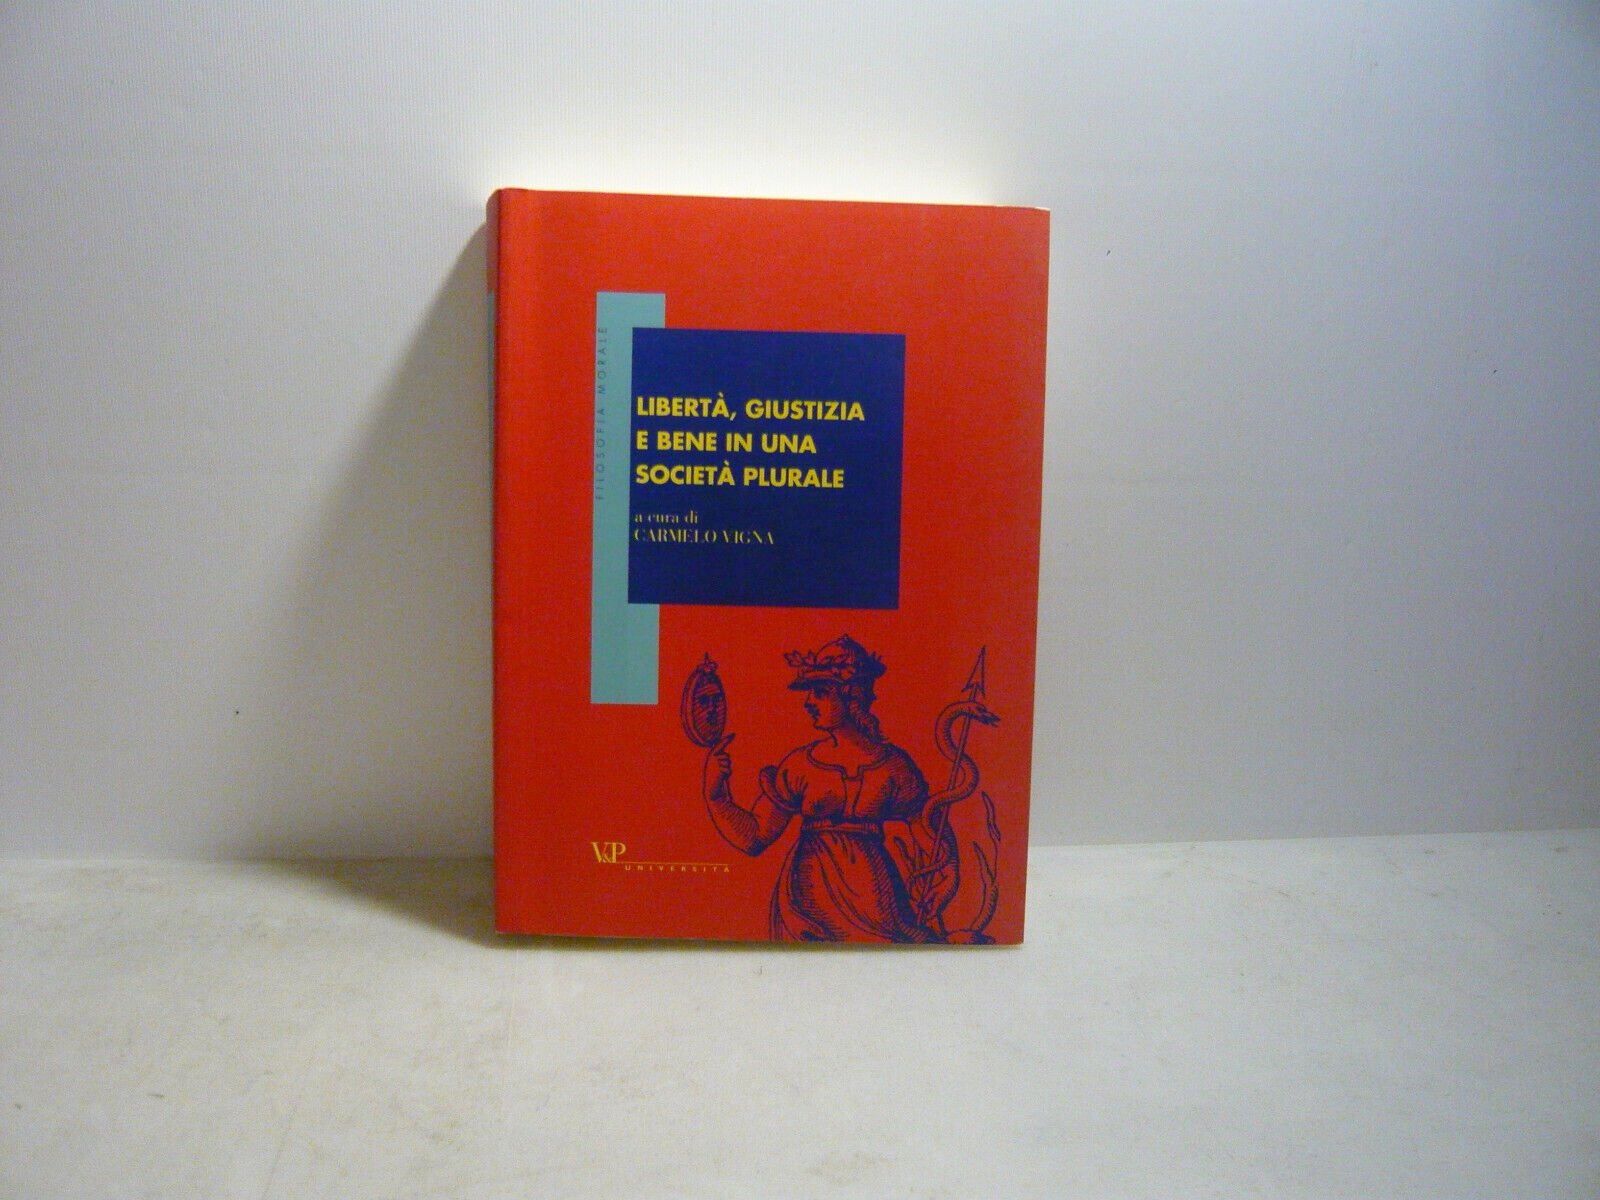 FILOSOFIA MORALE
LIBERTÀ, GIUSTIZIA
E BENE IN UNA
SOCIETÀ PLURALE
a cura di
CARMELO VIGNA
V&P
UNIVERSITÀ